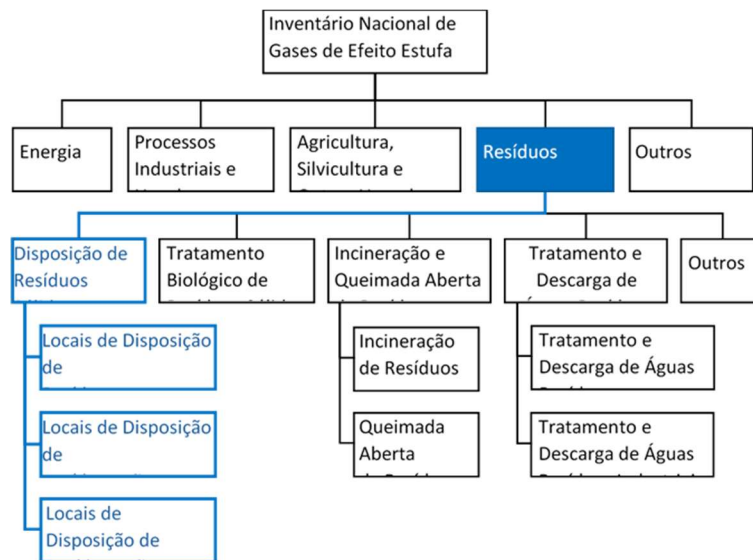 Inventário Nacional de
Gases de Efeito Estufa
Energia
Processos
Industriais e
Agricultura,
Silvicultura e
Resíduos
Outros
Disposição de
Resíduos
Tratamento
Biológico de
Incineração e
Queimada Aberta
Tratamento e
Descarga de
Outros
Locais de Disposição
de
Locais de Disposição
de
Locais de
Disposição de
Incineração
de Resíduos
Queimada
Aberta
Tratamento e
Descarga de Águas
Tratamento e
Descarga de Águas